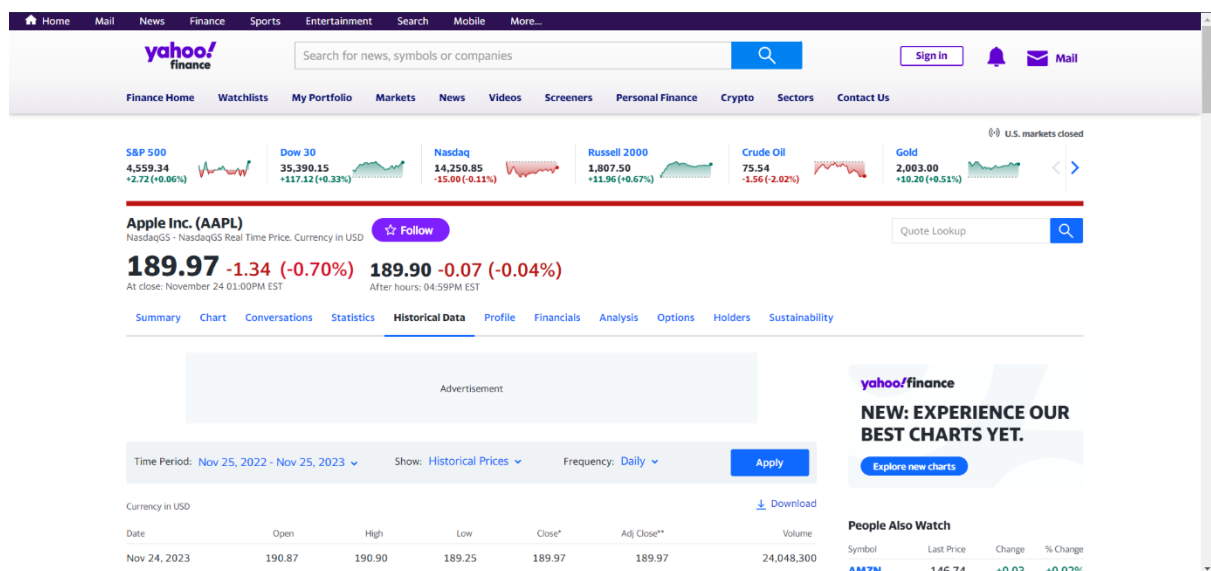 Home Mail News Finance Sports Entertainment Search Mobile More...
yahoo!
finance
Search for news, symbols or companies
Sign in
Mail
Finance Home Watchlists My Portfolio Markets News Videos Screeners Personal Finance Crypto Sectors Contact Us
U.S. markets closed
S&P 500 Dow 30 Nasdaq Russell 2000 Crude Oil Gold
4,559.34 35,390.15 14,250.85 1,807.50 75.54 2,003.00
+2.72 (+0.06%) +117.12 (+0.33%) -15.00 (-0.11%) +11.96 (+0.67%) -1.56 (-2.02%) +10.20 (+0.51%)
Apple Inc. (AAPL)
NasdaqGS - NasdaqGS Real Time Price. Currency in USD
Follow
Quote Lookup
189.97 -1.34 (-0.70%) 189.90 -0.07 (-0.04%)
At close: November 24 01:00PM EST After hours: 04:59PM EST
Summary Chart Conversations Statistics Historical Data Profile Financials Analysis Options Holders Sustainability
Advertisement
yahoo!finance
NEW: EXPERIENCE OUR
BEST CHARTS YET.
Explore new charts
Time Period: Nov 25, 2022 - Nov 25, 2023 Show: Historical Prices Frequency: Daily Apply
Currency in USD Download
Date Open High Low Close* Adj Close** Volume
Nov 24, 2023 190.87 190.90 189.25 189.97 189.97 24,048,300
People Also Watch
Symbol Last Price Change % Change
AMZN 146.74 +0.03 +0.02%